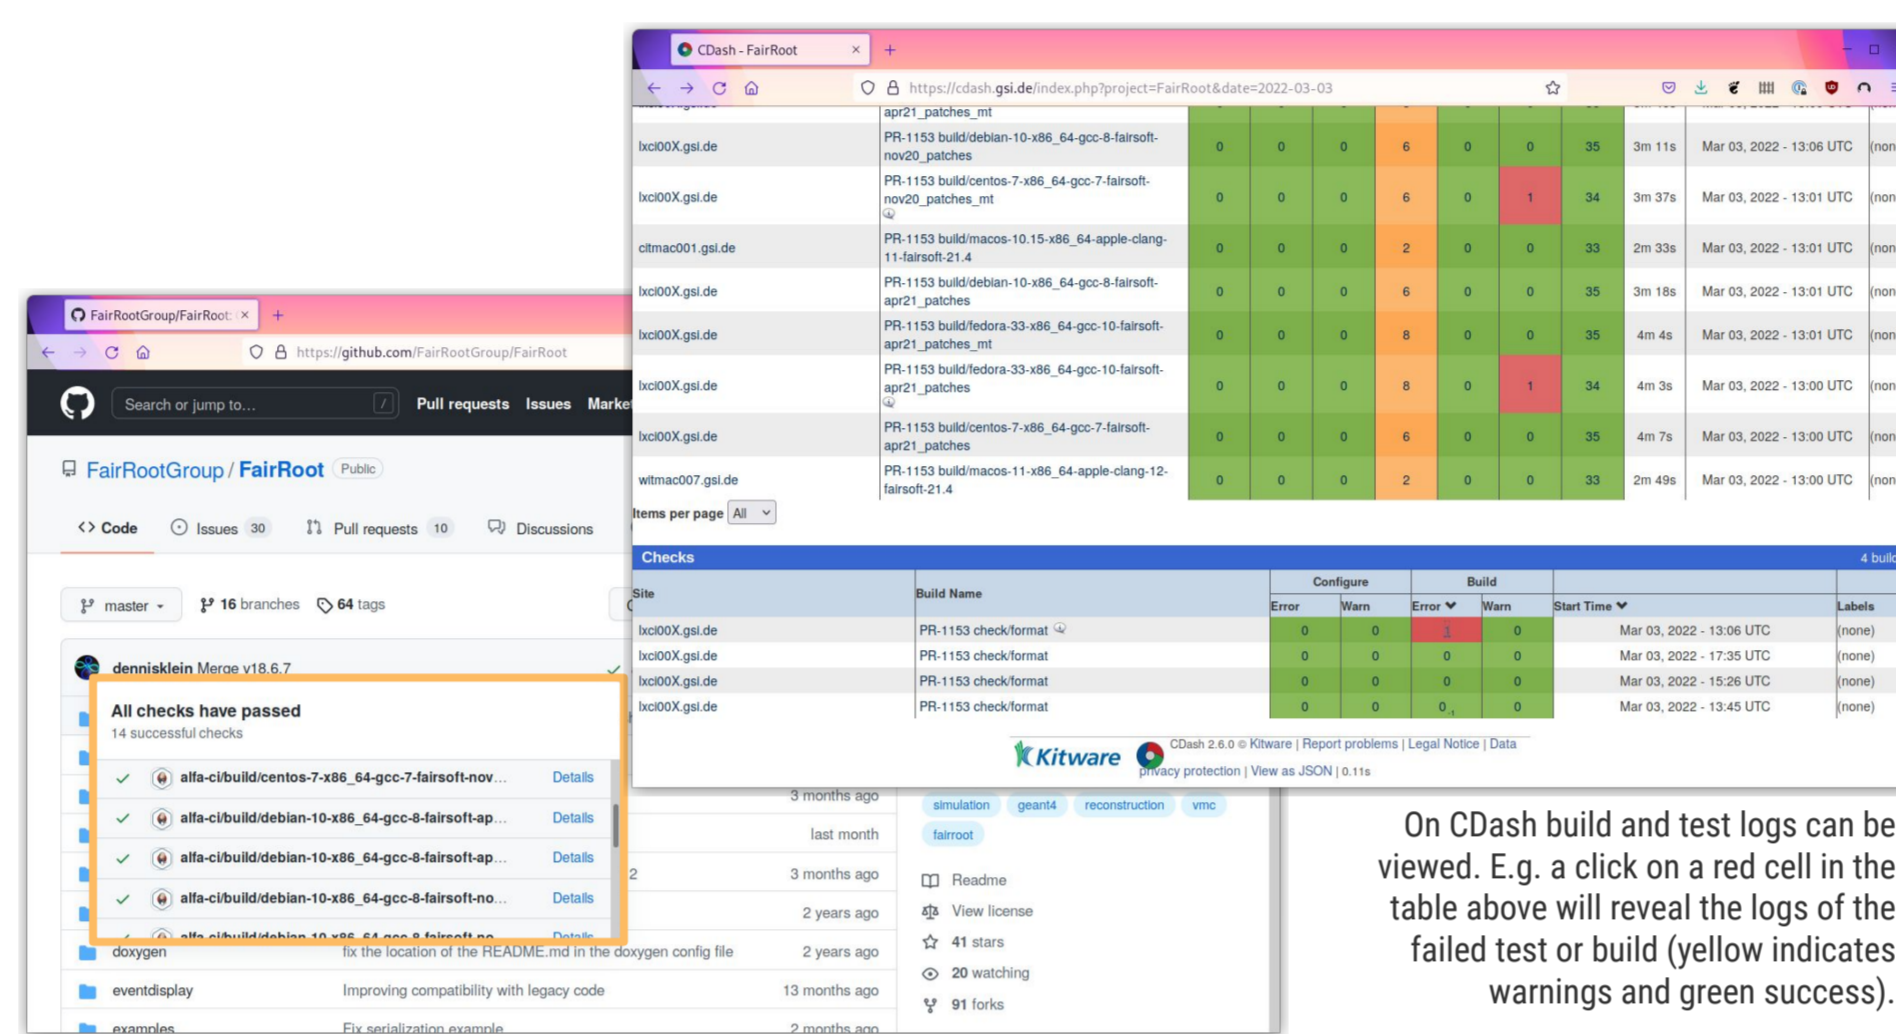 CDash - FairRoot
https://cdash.gsi.de/index.php?project=FairRoot&date=2022-03-03
apr21_patches_mt
lxci00X.gsi.de PR-1153 build/debian-10-x86_64-gcc-8-fairsoft-nov20_patches 0 0 0 6 0 0 35 3m 11s Mar 03, 2022 - 13:06 UTC (non
lxci00X.gsi.de PR-1153 build/centos-7-x86_64-gcc-7-fairsoft-nov20_patches_mt 0 0 0 6 0 1 34 3m 37s Mar 03, 2022 - 13:01 UTC (non
citmac001.gsi.de PR-1153 build/macos-10.15-x86_64-apple-clang-11-fairsoft-21.4 0 0 0 2 0 0 33 2m 33s Mar 03, 2022 - 13:01 UTC (non
lxci00X.gsi.de PR-1153 build/debian-10-x86_64-gcc-8-fairsoft-apr21_patches 0 0 0 6 0 0 35 3m 18s Mar 03, 2022 - 13:01 UTC (non
lxci00X.gsi.de PR-1153 build/fedora-33-x86_64-gcc-10-fairsoft-apr21_patches_mt 0 0 0 8 0 0 35 4m 4s Mar 03, 2022 - 13:01 UTC (non
lxci00X.gsi.de PR-1153 build/fedora-33-x86_64-gcc-10-fairsoft-apr21_patches 0 0 0 8 0 1 34 4m 3s Mar 03, 2022 - 13:00 UTC (non
lxci00X.gsi.de PR-1153 build/centos-7-x86_64-gcc-7-fairsoft-apr21_patches 0 0 0 6 0 0 35 4m 7s Mar 03, 2022 - 13:00 UTC (non
witmac007.gsi.de PR-1153 build/macos-11-x86_64-apple-clang-12-fairsoft-21.4 0 0 0 2 0 0 33 2m 49s Mar 03, 2022 - 13:00 UTC (non
Items per page All
Checks 4 build
Site Build Name Configure Build
Error Warn Error Warn Start Time Labels
lxci00X.gsi.de PR-1153 check/format 0 0 1 0 Mar 03, 2022 - 13:06 UTC (none)
lxci00X.gsi.de PR-1153 check/format 0 0 0 0 Mar 03, 2022 - 17:35 UTC (none)
lxci00X.gsi.de PR-1153 check/format 0 0 0 0 Mar 03, 2022 - 15:26 UTC (none)
lxci00X.gsi.de PR-1153 check/format 0 0 0 -1 0 Mar 03, 2022 - 13:45 UTC (none)
Kitware CDash 2.6.0 © Kitware | Report problems | Legal Notice | Data
privacy protection | View as JSON | 0.11s
FairRootGroup/FairRoot:
https://github.com/FairRootGroup/FairRoot
Search or jump to... / Pull requests Issues Marke
FairRootGroup / FairRoot Public
<> Code Issues 30 Pull requests 10 Discussions
master 16 branches 64 tags
dennisklein Merge v18.6.7
All checks have passed
14 successful checks
alfa-ci/build/centos-7-x86_64-gcc-7-fairsoft-nov... Details
alfa-ci/build/debian-10-x86_64-gcc-8-fairsoft-ap... Details
alfa-ci/build/debian-10-x86_64-gcc-8-fairsoft-ap... Details
alfa-ci/build/debian-10-x86_64-gcc-8-fairsoft-no... Details
alfa-ci/build/debian-10-x86_64-gcc-8-fairsoft-no Details
3 months ago
last month
2 3 months ago
2 years ago
doxygen fix the location of the README.md in the doxygen config file 2 years ago
eventdisplay Improving compatibility with legacy code 13 months ago
examples Fix serialization example 2 months ago
simulation geant4 reconstruction vmc
fairroot
Readme
View license
41 stars
20 watching
91 forks
On CDash build and test logs can be
viewed. E.g. a click on a red cell in the
table above will reveal the logs of the
failed test or build (yellow indicates
warnings and green success).